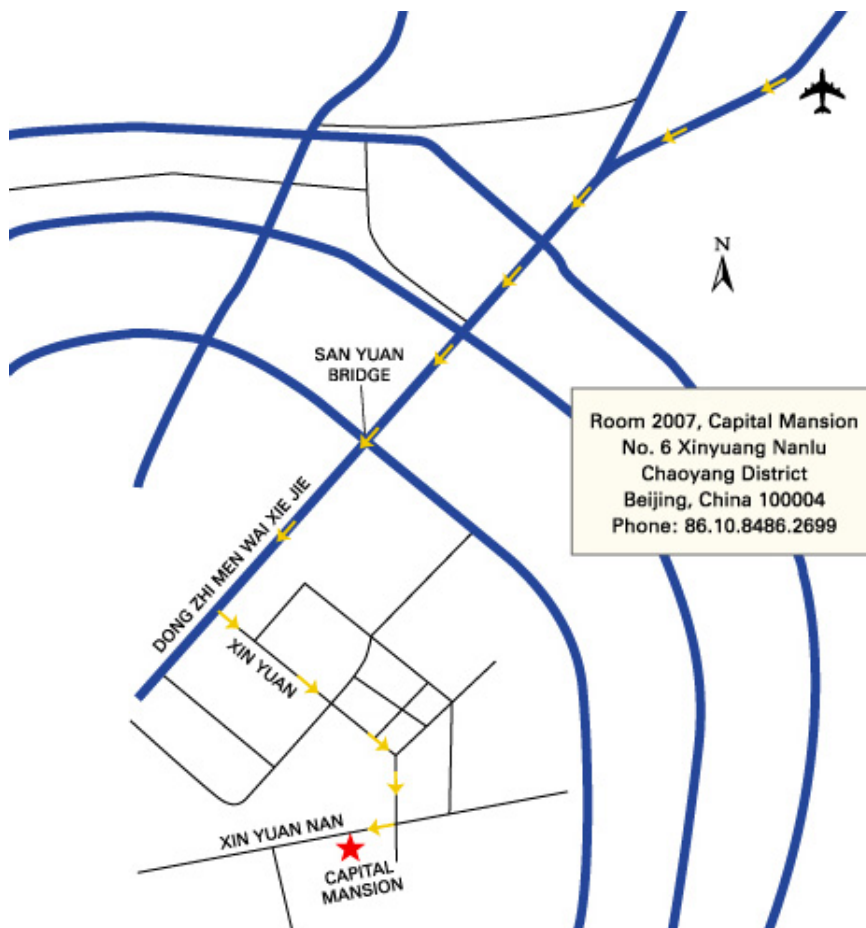 N
SAN YUAN
BRIDGE
Room 2007, Capital Mansion
No. 6 Xinyuang Nanlu
Chaoyang District
Beijing, China 100004
Phone: 86.10.8486.2699
DONG ZHI MEN WAI XIE JIE
XIN YUAN
XIN YUAN NAN
CAPITAL
MANSION